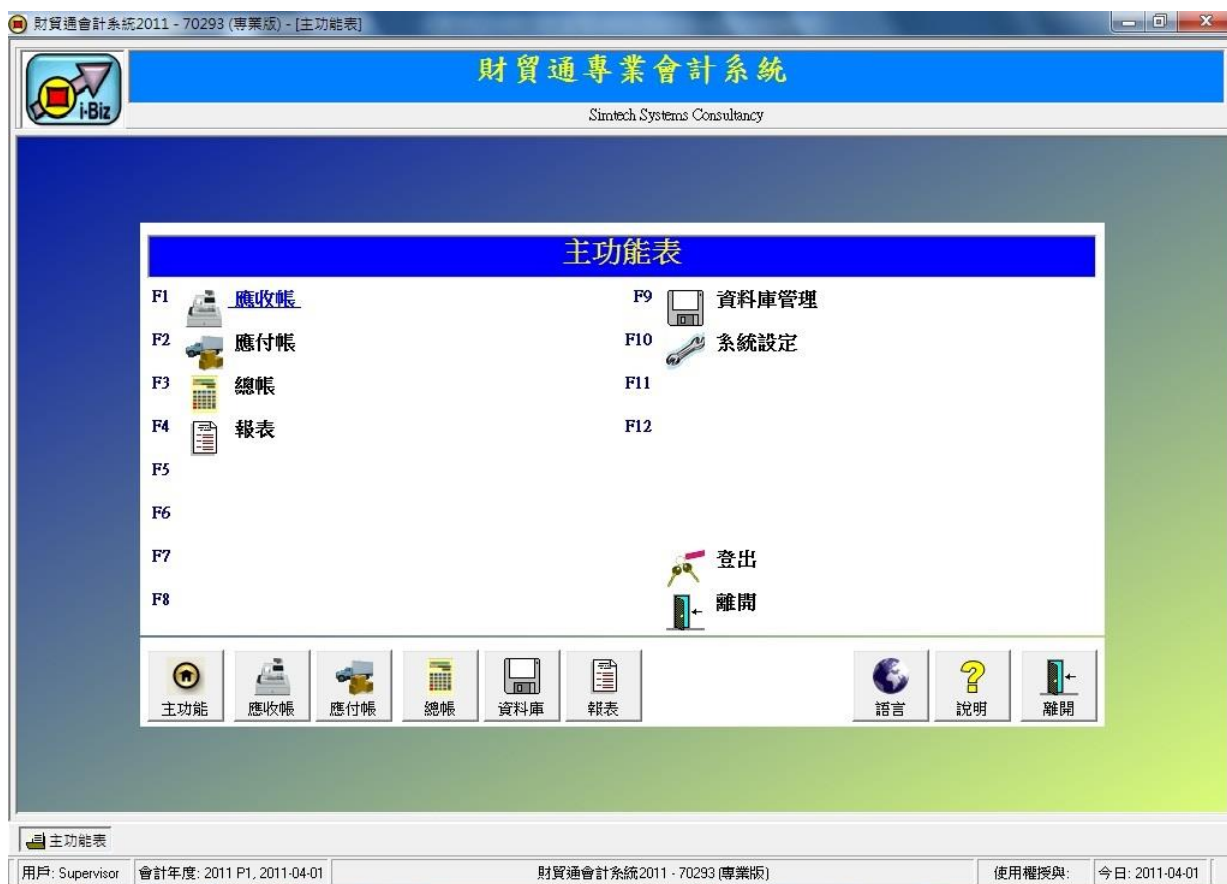 財貿通會計系統2011 - 70293 (專業版) - [主功能表]
i-Biz
財貿通專業會計系統
Simtech Systems Consultancy
主功能表
F1 應收帳
F2 應付帳
F3 總帳
F4 報表
F5
F6
F7
F8
F9 資料庫管理
F10 系統設定
F11
F12
登出
離開
主功能 應收帳 應付帳 總帳 資料庫 報表 語言 說明 離開
主功能表
用戶: Supervisor 會計年度: 2011 P1, 2011-04-01 財貿通會計系統2011 - 70293 (專業版) 使用權授與: 今日: 2011-04-01